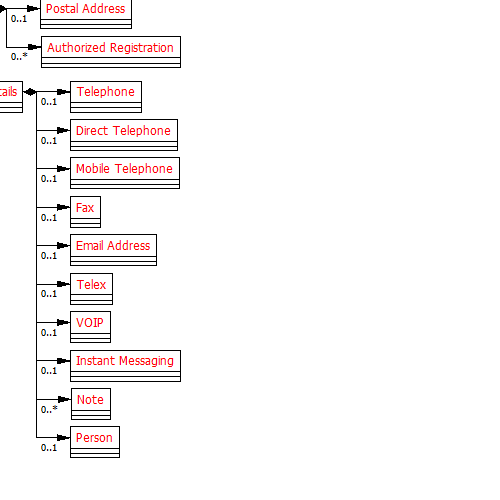 Postal Address
0..1
Authorized Registration
0..*
tails
Telephone
0..1
Direct Telephone
0..1
Mobile Telephone
0..1
Fax
0..1
Email Address
0..1
Telex
0..1
VOIP
0..1
Instant Messaging
0..1
Note
0..*
Person
0..1